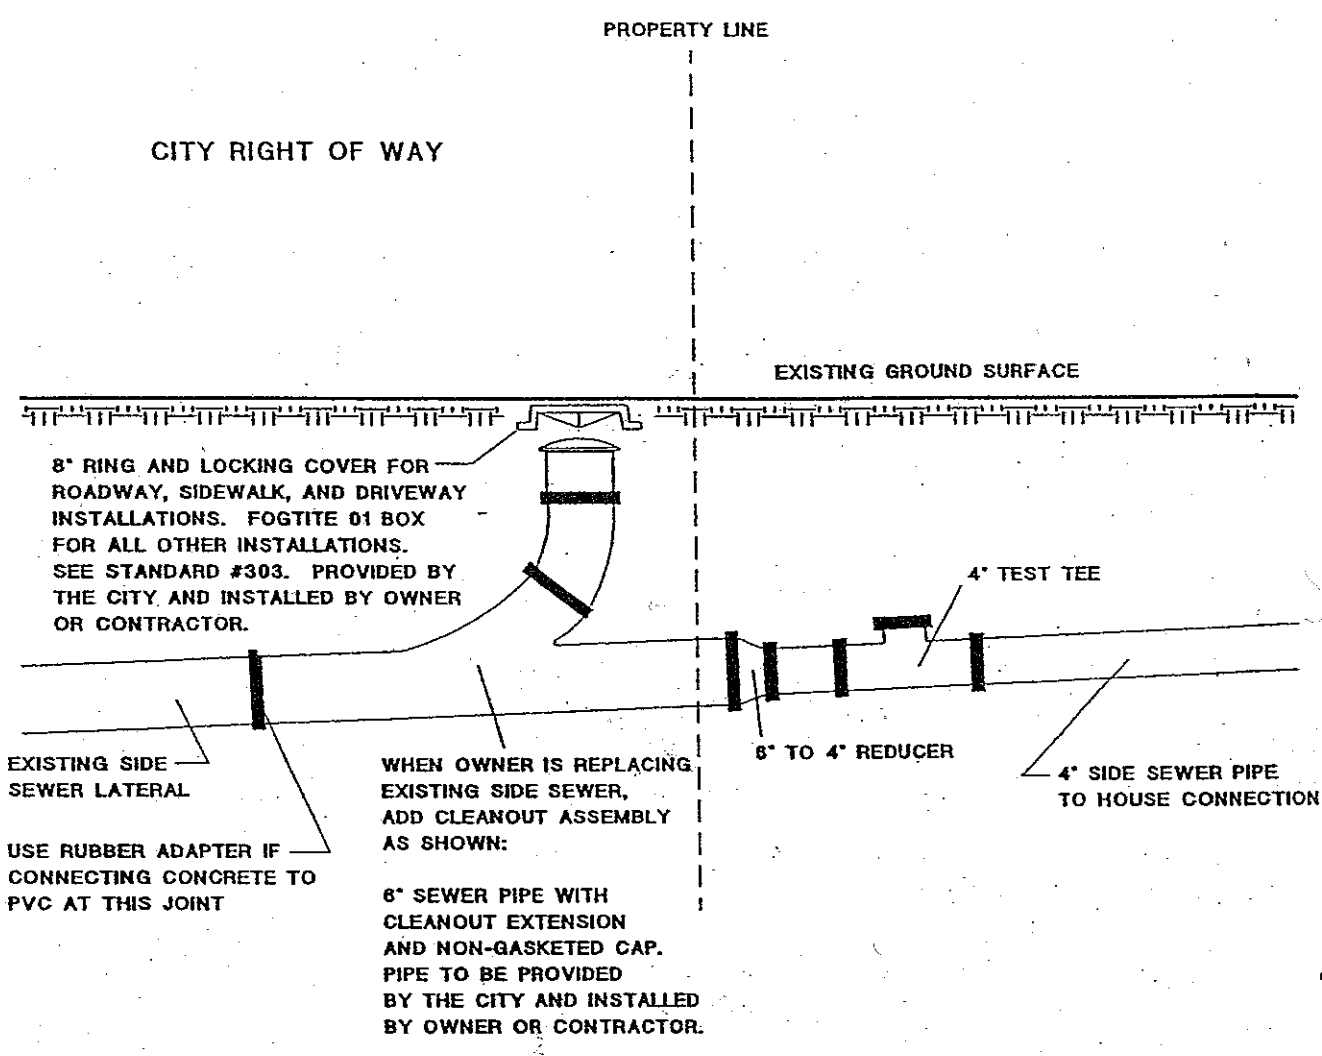 PROPERTY LINE
CITY RIGHT OF WAY
EXISTING GROUND SURFACE
8" RING AND LOCKING COVER FOR
ROADWAY, SIDEWALK, AND DRIVEWAY
INSTALLATIONS. FOGTITE 01 BOX
FOR ALL OTHER INSTALLATIONS.
SEE STANDARD #303. PROVIDED BY
THE CITY AND INSTALLED BY OWNER
OR CONTRACTOR.
4" TEST TEE
EXISTING SIDE
SEWER LATERAL
USE RUBBER ADAPTER IF
CONNECTING CONCRETE TO
PVC AT THIS JOINT
WHEN OWNER IS REPLACING
EXISTING SIDE SEWER,
ADD CLEANOUT ASSEMBLY
AS SHOWN:
6" SEWER PIPE WITH
CLEANOUT EXTENSION
AND NON-GASKETED CAP.
PIPE TO BE PROVIDED
BY THE CITY AND INSTALLED
BY OWNER OR CONTRACTOR.
6" TO 4" REDUCER
4" SIDE SEWER PIPE
TO HOUSE CONNECTION